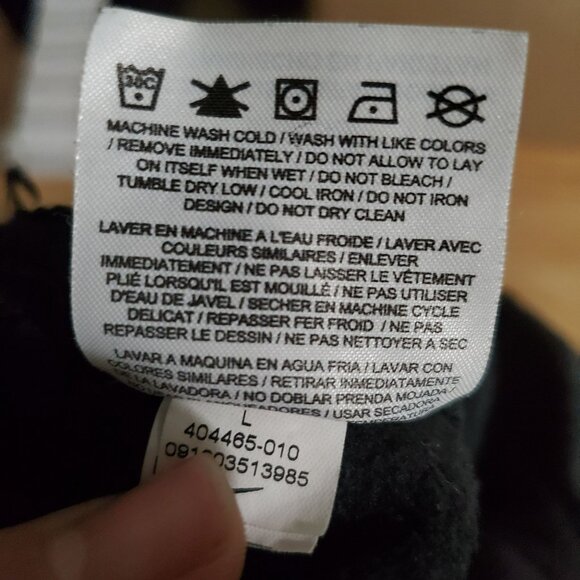 30C
MACHINE WASH COLD / WASH WITH LIKE COLORS
/ REMOVE IMMEDIATELY / DO NOT ALLOW TO LAY
ON ITSELF WHEN WET / DO NOT BLEACH /
TUMBLE DRY LOW / COOL IRON / DO NOT IRON
DESIGN / DO NOT DRY CLEAN
LAVER EN MACHINE A L'EAU FROIDE / LAVER AVEC
COULEURS SIMILAIRES / ENLEVER
IMMEDIATEMENT / NE PAS LAISSER LE VÊTEMENT
PLIÉ LORSQU'IL EST MOUILLÉ / NE PAS UTILISER
D'EAU DE JAVEL / SECHER EN MACHINE CYCLE
DELICAT / REPASSER FER FROID / NE PAS
REPASSER LE DESSIN / NE PAS NETTOYER A SEC
LAVAR A MAQUINA EN AGUA FRIA / LAVAR CON
COLORES SIMILARES / RETIRAR INMEDIATAMENTE
LAVADORA / NO DOBLAR PRENDA MOJADA /
/ USAR SECADORA
L
404465-010